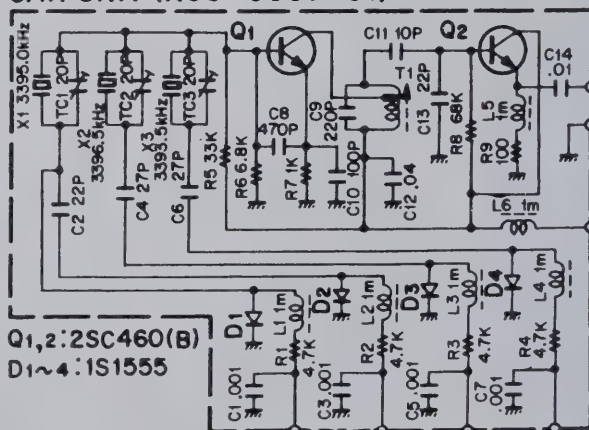 X1 3395.0kHz
TC1 20P
X2 3396.5kHz
TC2 20P
X3 3393.5kHz
TC3 20P
Q1
C11 10P
Q2
C14 .01
T1
C8 470P
C9 220P
C13 22P
R8 68K
L5 1m
R9 100
C2 22P
C4 27P
C6 27P
R5 33K
R6 6.8K
R7 1K
C10 100P
C12 .04
L6 1m
D1
D2
D3
D4
L1 1m
L2 1m
L3 1m
L4 1m
R1 4.7K
R2 4.7K
R3 4.7K
R4 4.7K
C1 .001
C3 .001
C5 .001
C7 .001
Q1,2:2SC460(B)
D1~4:1S1555